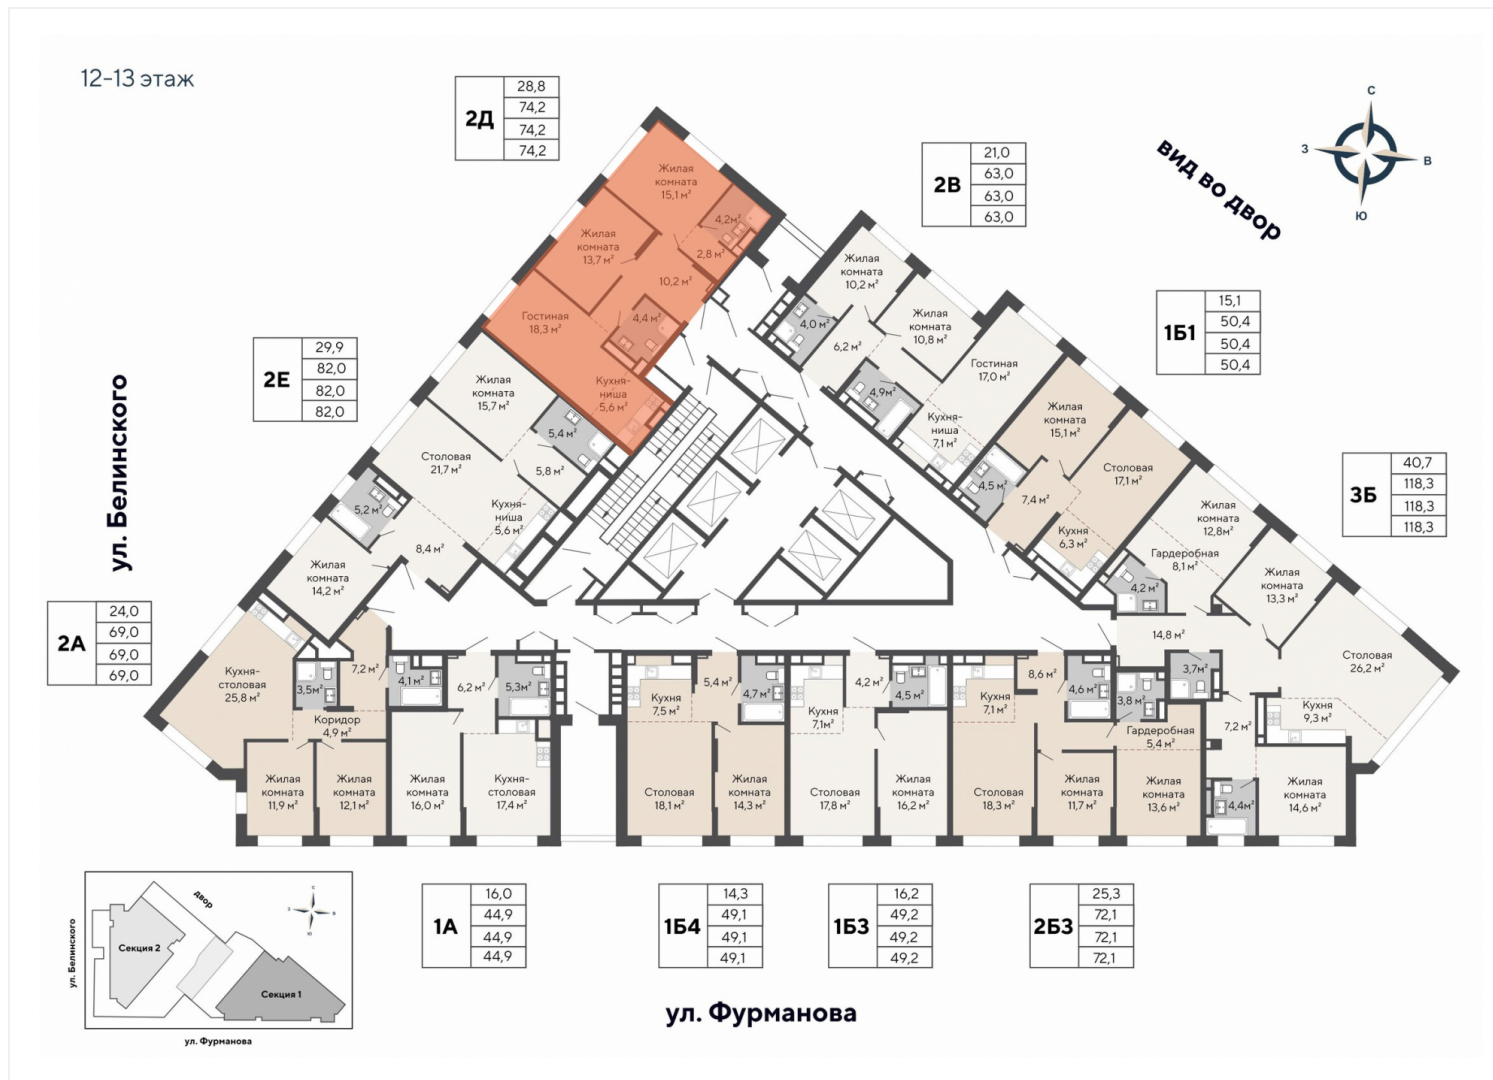 12-13 этаж
2Д
28,8
74,2
74,2
74,2
2В
21,0
63,0
63,0
63,0
С
З
В
Ю
вид во двор
1Б1
15,1
50,4
50,4
50,4
2Е
29,9
82,0
82,0
82,0
3Б
40,7
118,3
118,3
118,3
2А
24,0
69,0
69,0
69,0
ул. Белинского
Жилая
комната
15,1 м²
4,2м²
Жилая
комната
13,7 м²
2,8 м²
10,2 м²
Гостиная
18,3 м²
4,4 м²
Кухня-
ниша
5,6 м²
Жилая
комната
15,7 м²
5,4 м²
Столовая
21,7 м²
5,8 м²
5,2 м²
Кухня-
ниша
5,6 м²
8,4 м²
Жилая
комната
14,2 м²
Жилая
комната
10,2 м²
4,0 м²
6,2 м²
Жилая
комната
10,8 м²
Гостиная
17,0 м²
4,9м²
Кухня-
ниша
7,1 м²
Жилая
комната
15,1 м²
Столовая
17,1 м²
4,5 м²
7,4 м²
Кухня
6,3 м²
Жилая
комната
12,8м²
Гардеробная
8,1 м²
4,2 м²
Жилая
комната
13,3 м²
14,8 м²
3,7м²
Столовая
26,2 м²
Кухня
9,3 м²
7,2 м²
4,4м²
Жилая
комната
14,6 м²
Кухня-
столовая
25,8 м²
3,5м²
7,2 м²
Коридор
4,9 м²
Жилая
комната
11,9 м²
Жилая
комната
12,1 м²
4,1 м²
6,2 м²
5,3м²
Жилая
комната
16,0 м²
Кухня-
столовая
17,4 м²
Кухня
7,5 м²
5,4 м²
4,7 м²
Столовая
18,1 м²
Жилая
комната
14,3 м²
Кухня
7,1м²
4,2 м²
4,5 м²
Столовая
17,8 м²
Жилая
комната
16,2 м²
Кухня
7,1 м²
8,6 м²
4,6 м²
Столовая
18,3 м²
Жилая
комната
11,7 м²
3,8 м²
Гардеробная
5,4 м²
Жилая
комната
13,6 м²
1А
16,0
44,9
44,9
44,9
1Б4
14,3
49,1
49,1
49,1
1Б3
16,2
49,2
49,2
49,2
2Б3
25,3
72,1
72,1
72,1
ул. Фурманова
двор
С
З
В
Ю
ул. Белинского
Секция 2
Секция 1
ул. Фурманова